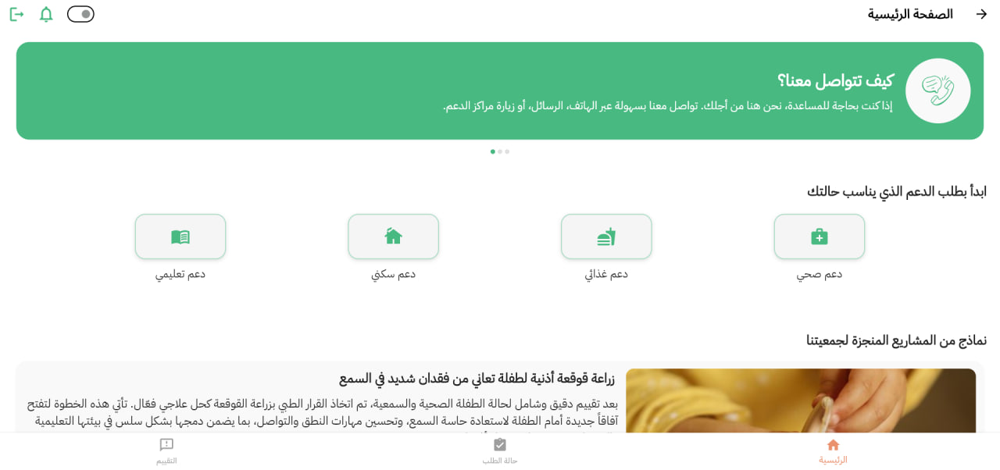 الصفحة الرئيسية
كيف تتواصل معنا؟
إذا كنت بحاجة للمساعدة، نحن هنا من أجلك. تواصل معنا بسهولة عبر الهاتف، الرسائل، أو زيارة مراكز الدعم.
ابدأ بطلب الدعم الذي يناسب حالتك
دعم صحي
دعم غذائي
دعم سكني
دعم تعليمي
نماذج من المشاريع المنجزة لجمعيتنا
زراعة قوقعة أذنية لطفلة تعاني من فقدان شديد في السمع
بعد تقييم دقيق وشامل لحالة الطفلة الصحية والسمعية، تم اتخاذ القرار الطبي بزراعة القوقعة كحل علاجي فعّال. تأتي هذه الخطوة لتفتح
آفاقاً جديدة أمام الطفلة لاستعادة حاسة السمع، وتحسين مهارات النطق والتواصل، بما يضمن دمجها بشكل سلس في بيئتها التعليمية
الرئيسية
حالة الطلب
التقييم